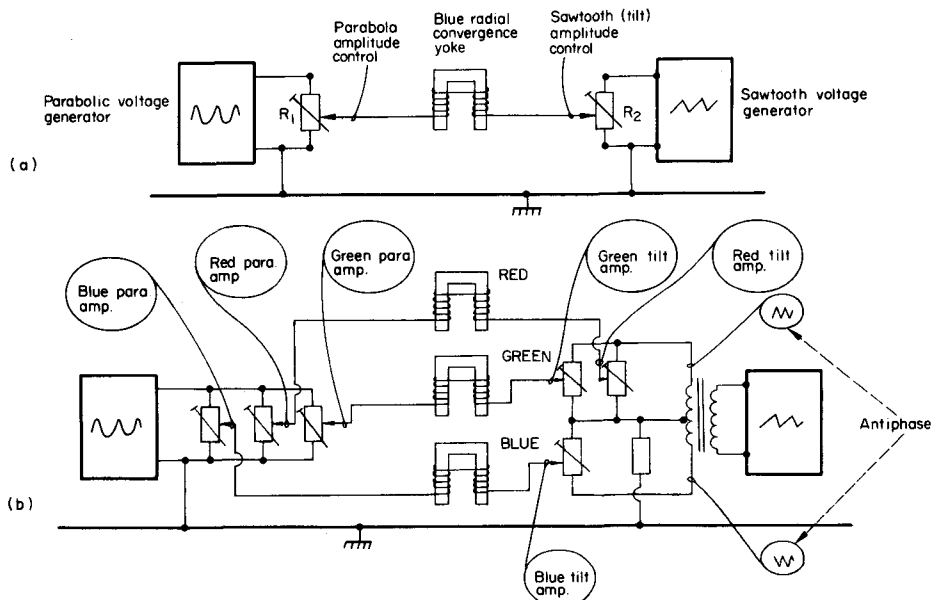 Parabola
amplitude
control
Blue radial
convergence
yoke
Sawtooth (tilt)
amplitude
control
Parabolic voltage
generator
R1
R2
Sawtooth voltage
generator
(a)
Blue para.
amp.
Red para.
amp
Green para
amp.
RED
Green tilt
amp.
Red tilt
amp.
GREEN
BLUE
Antiphase
(b)
Blue tilt
amp.